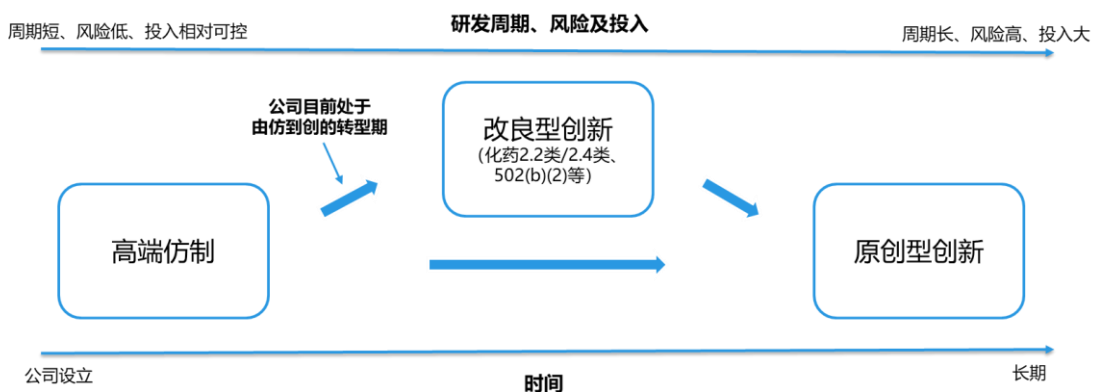 研发周期、风险及投入
周期短、风险低、投入相对可控
周期长、风险高、投入大
公司目前处于
由仿到创的转型期
改良型创新
(化药2.2类/2.4类、
502(b)(2)等)
高端仿制
原创型创新
公司设立
时间
长期